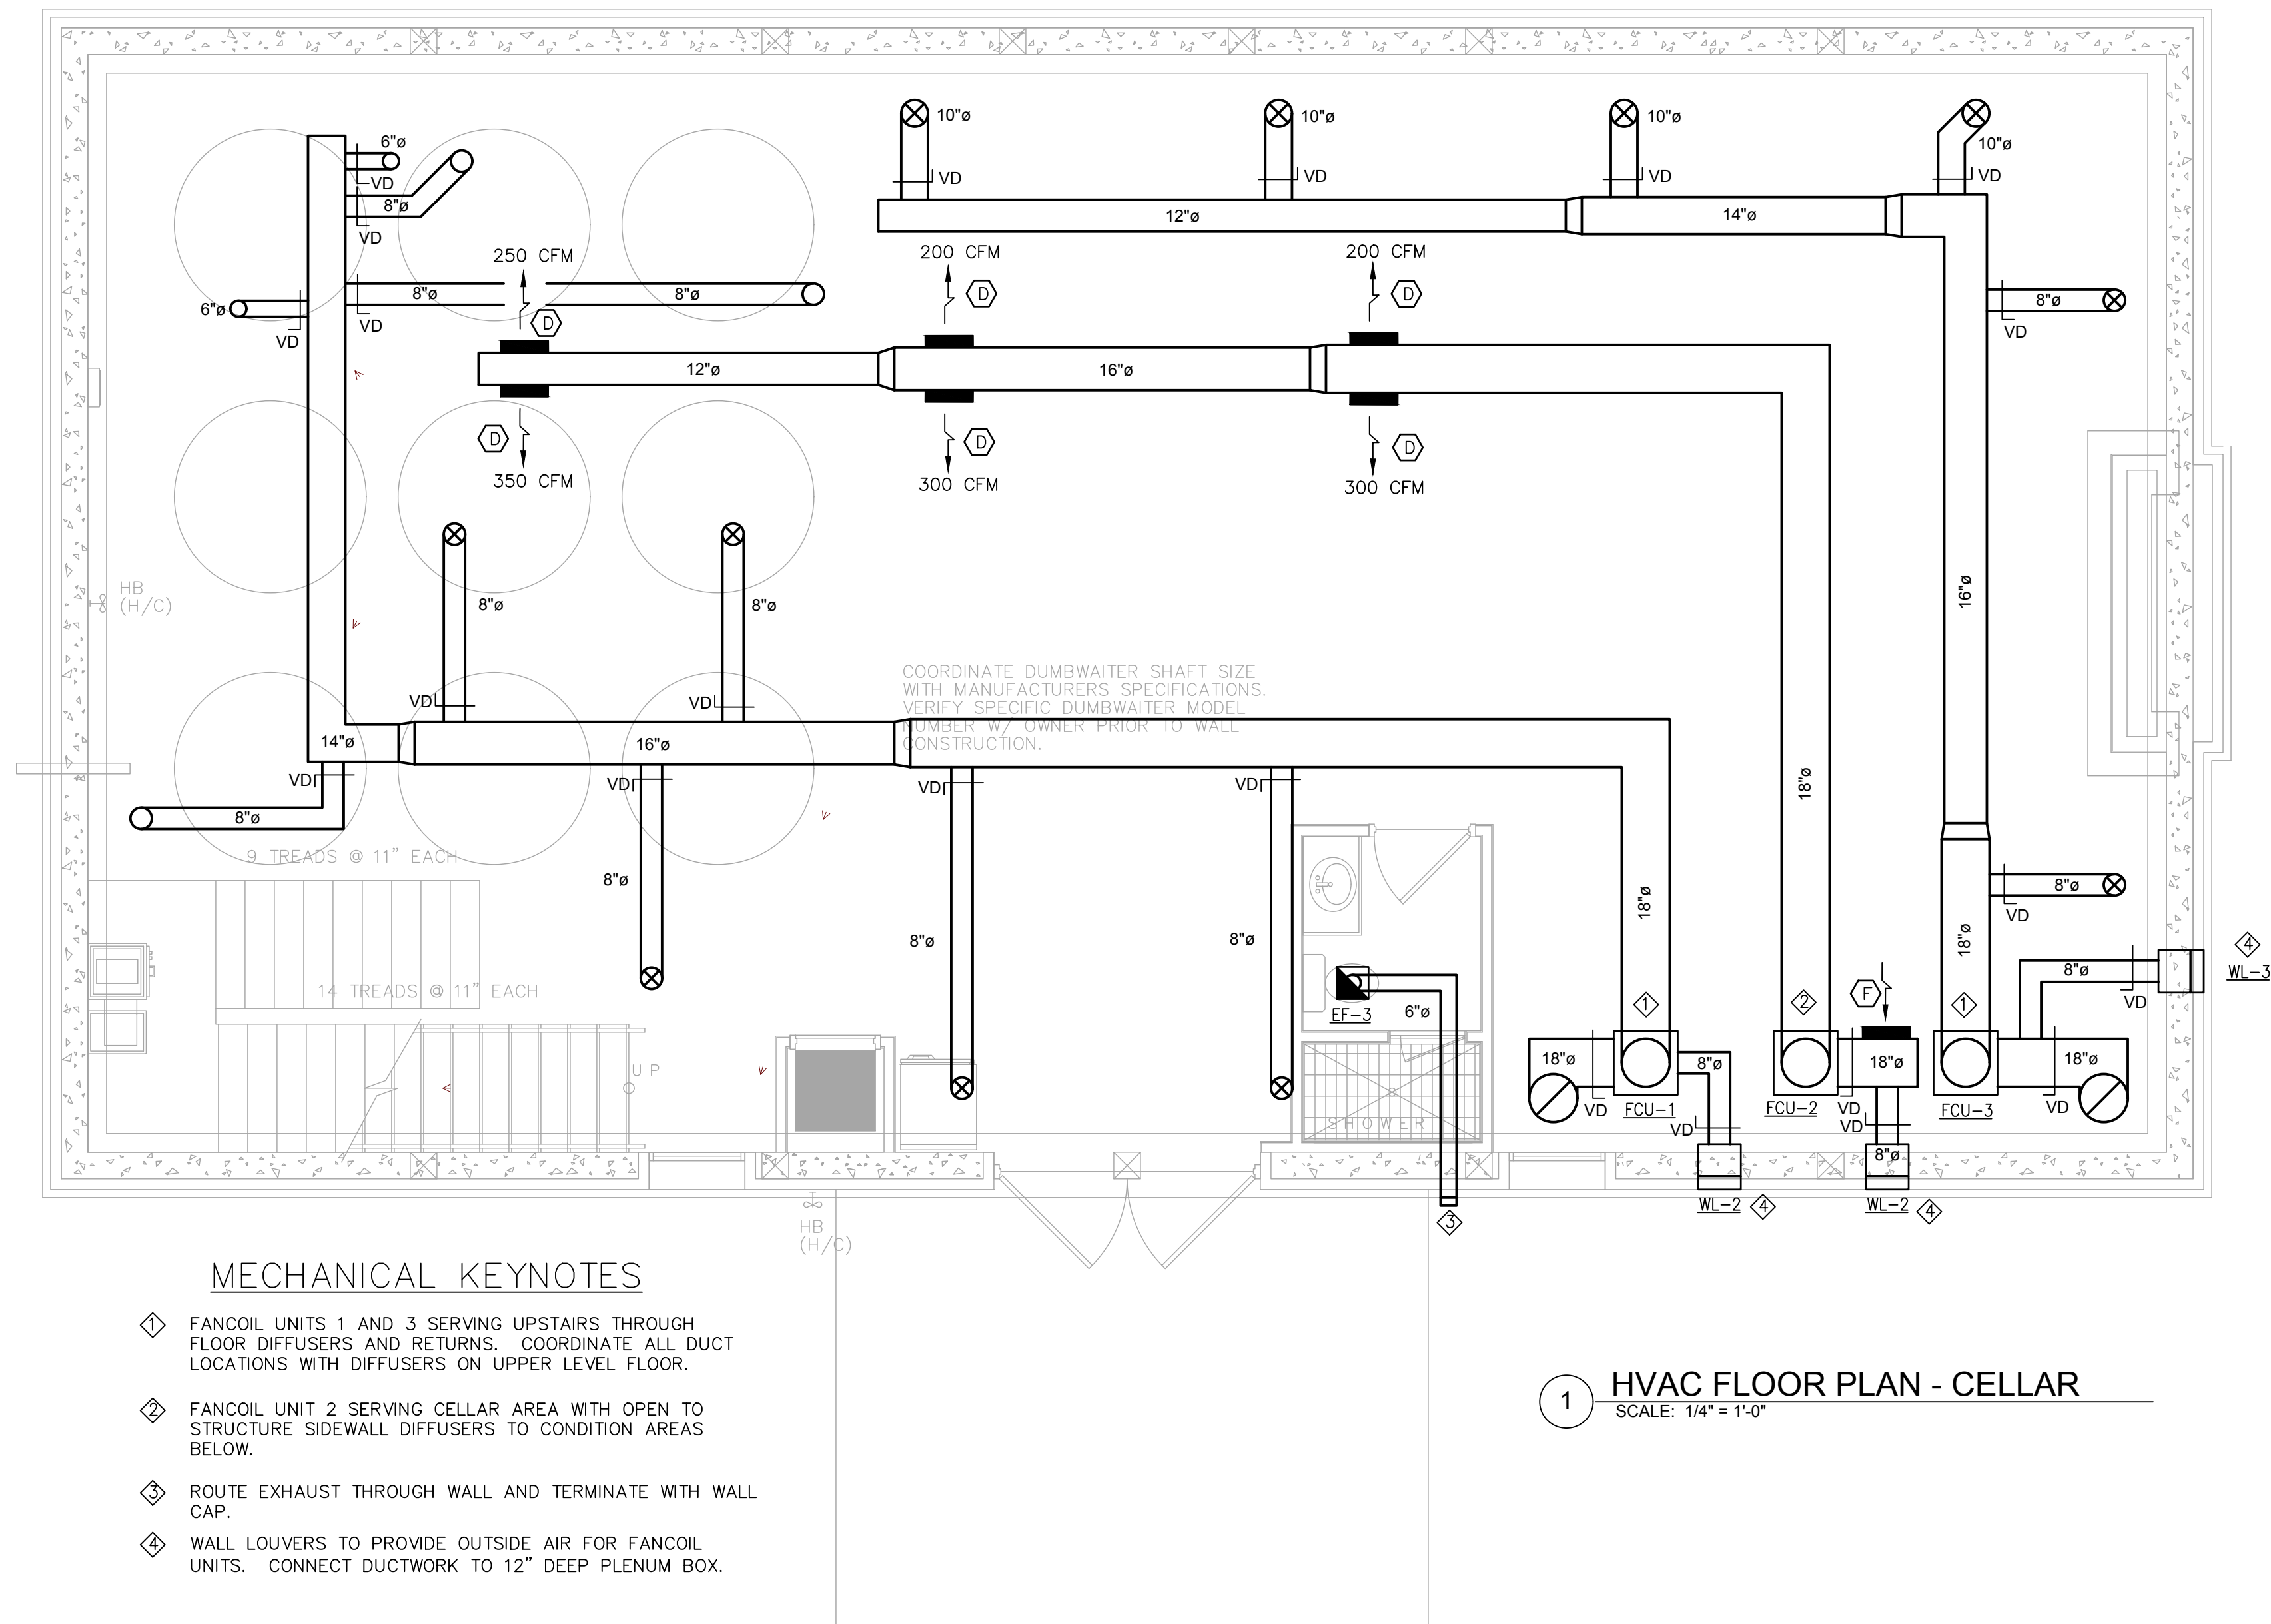 10"ø
10"ø
10"ø
10"ø
6"ø
VD
8"ø
VD
VD
VD
VD
VD
12"ø
14"ø
250 CFM
200 CFM
200 CFM
D
D
D
6"ø
VD
8"ø
VD
8"ø
8"ø
VD
12"ø
16"ø
D
D
D
350 CFM
300 CFM
300 CFM
HB
(H/C)
8"ø
8"ø
16"ø
VD
VD
COORDINATE DUMBWAITER SHAFT SIZE
WITH MANUFACTURERS SPECIFICATIONS.
VERIFY SPECIFIC DUMBWAITER MODEL
NUMBER W/ OWNER PRIOR TO WALL
CONSTRUCTION.
14"ø
16"ø
18"ø
VD
VD
VD
VD
8"ø
9 TREADS @ 11" EACH
8"ø
8"ø
8"ø
18"ø
18"ø
8"ø
VD
14 TREADS @ 11" EACH
4
WL-3
8"ø
VD
EF-3
6"ø
1
2
F
1
UP
18"ø
8"ø
18"ø
18"ø
VD
FCU-1
FCU-2
VD
FCU-3
VD
SHOWER
VD
VD
8"ø
WL-2
4
WL-2
4
3
HB
(H/C)
MECHANICAL KEYNOTES
1 FANCOIL UNITS 1 AND 3 SERVING UPSTAIRS THROUGH
FLOOR DIFFUSERS AND RETURNS. COORDINATE ALL DUCT
LOCATIONS WITH DIFFUSERS ON UPPER LEVEL FLOOR.
2 FANCOIL UNIT 2 SERVING CELLAR AREA WITH OPEN TO
STRUCTURE SIDEWALL DIFFUSERS TO CONDITION AREAS
BELOW.
3 ROUTE EXHAUST THROUGH WALL AND TERMINATE WITH WALL
CAP.
4 WALL LOUVERS TO PROVIDE OUTSIDE AIR FOR FANCOIL
UNITS. CONNECT DUCTWORK TO 12" DEEP PLENUM BOX.
1 HVAC FLOOR PLAN - CELLAR
SCALE: 1/4" = 1'-0"